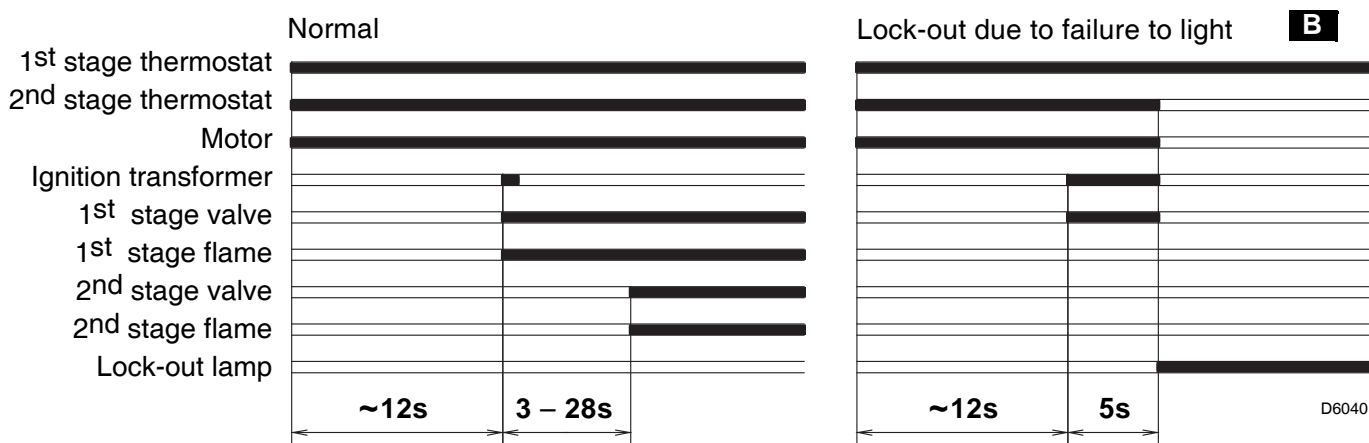 Normal
Lock-out due to failure to light B
1st stage thermostat
2nd stage thermostat
Motor
Ignition transformer
1st stage valve
1st stage flame
2nd stage valve
2nd stage flame
Lock-out lamp
~12s 3 – 28s ~12s 5s
D6040